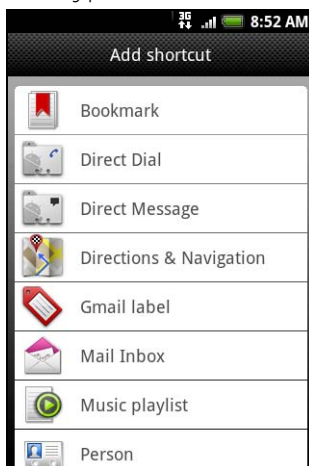 3G 8:52 AM
Add shortcut
Bookmark
Direct Dial
Direct Message
Directions & Navigation
Gmail label
Mail Inbox
Music playlist
Person